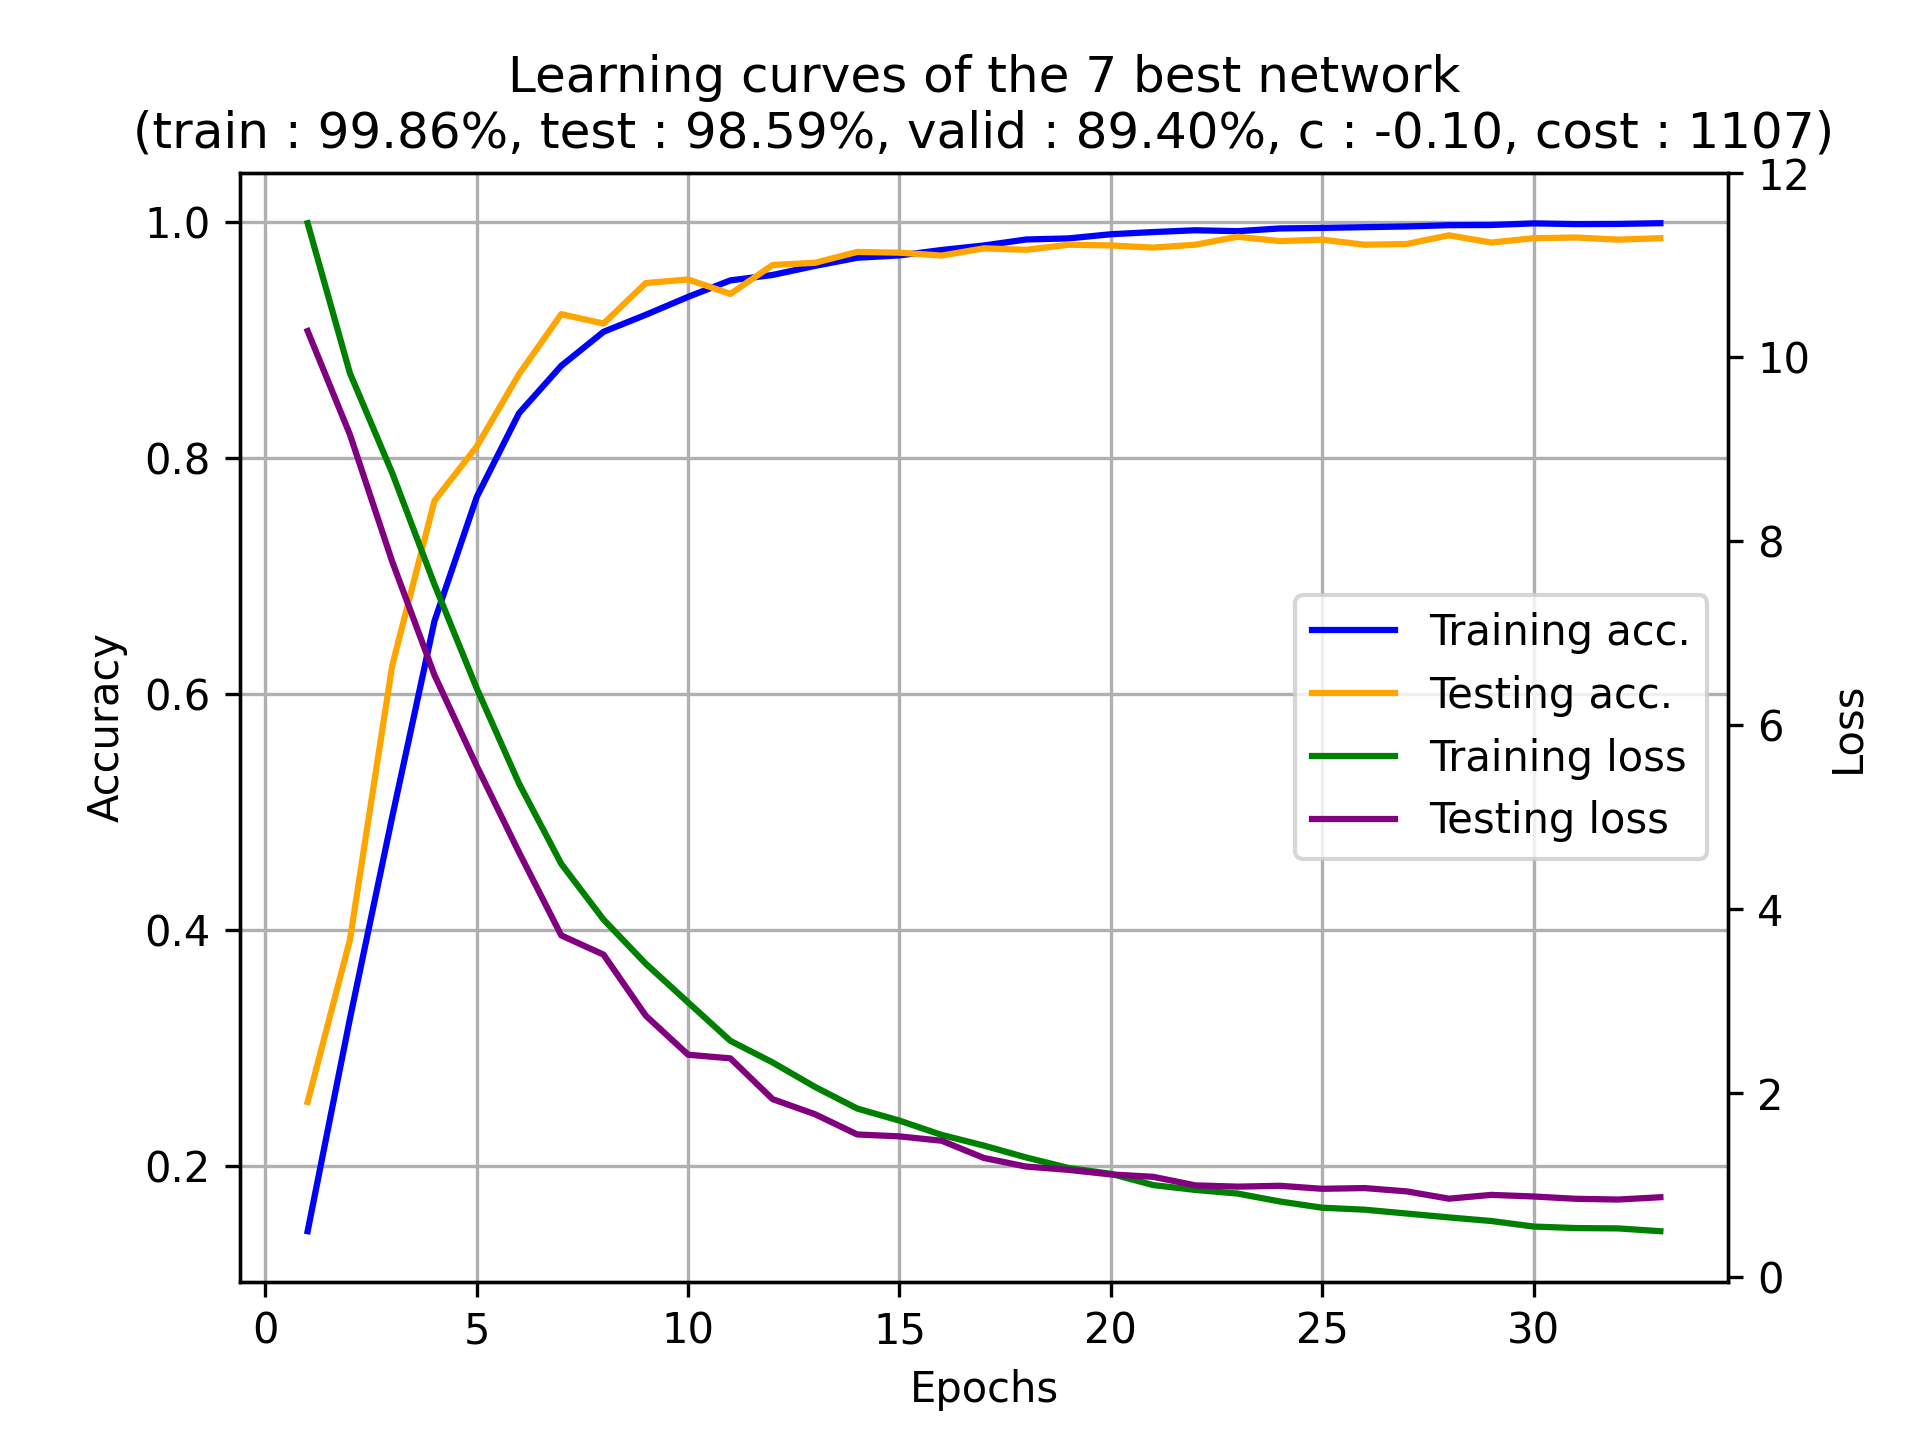 Learning curves of the 7 best network
(train : 99.86%, test : 98.59%, valid : 89.40%, c : -0.10, cost : 1107)
Accuracy
1.0
0.8
0.6
0.4
0.2
12
10
8
6
4
2
0
Loss
Training acc.
Testing acc.
Training loss
Testing loss
0 5 10 15 20 25 30
Epochs